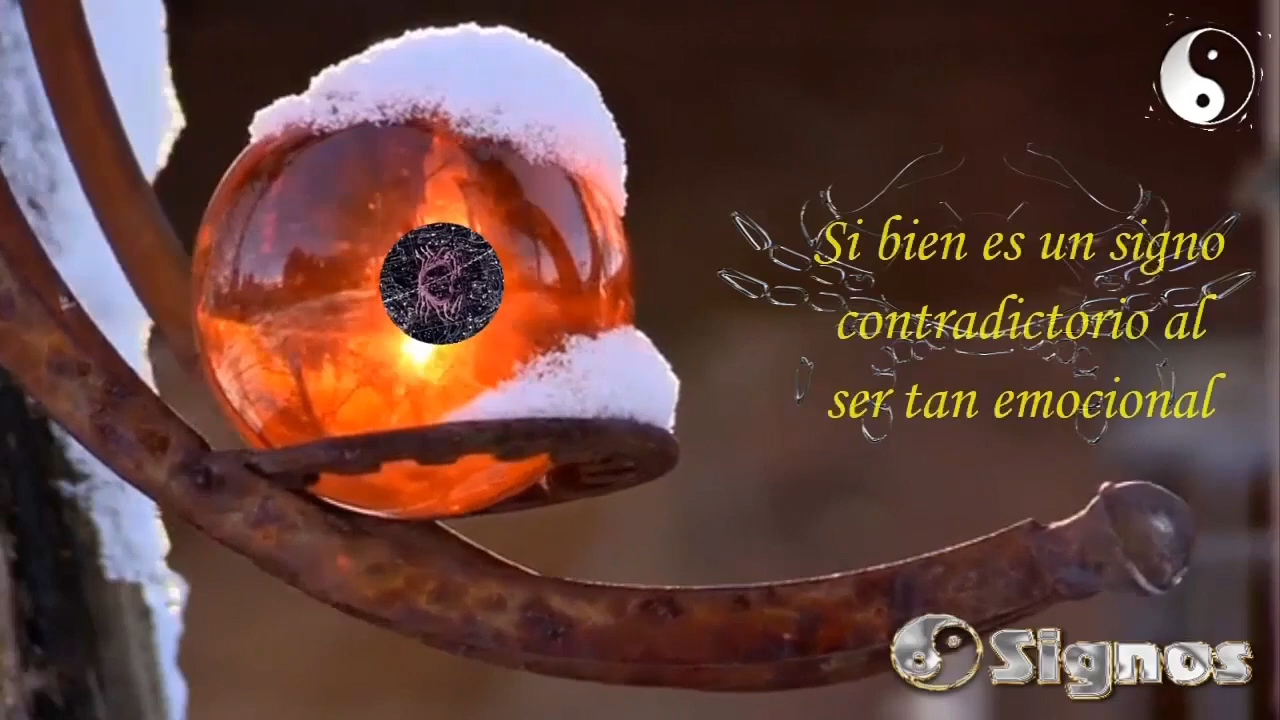 Si bien es un signo
contradictorio al
ser tan emocional
Signos